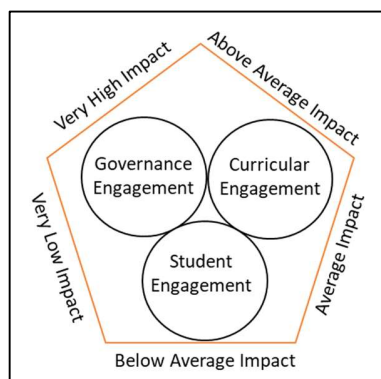 Very High Impact
Above Average Impact
Governance
Engagement
Curricular
Engagement
Very Low Impact
Average Impact
Student
Engagement
Below Average Impact